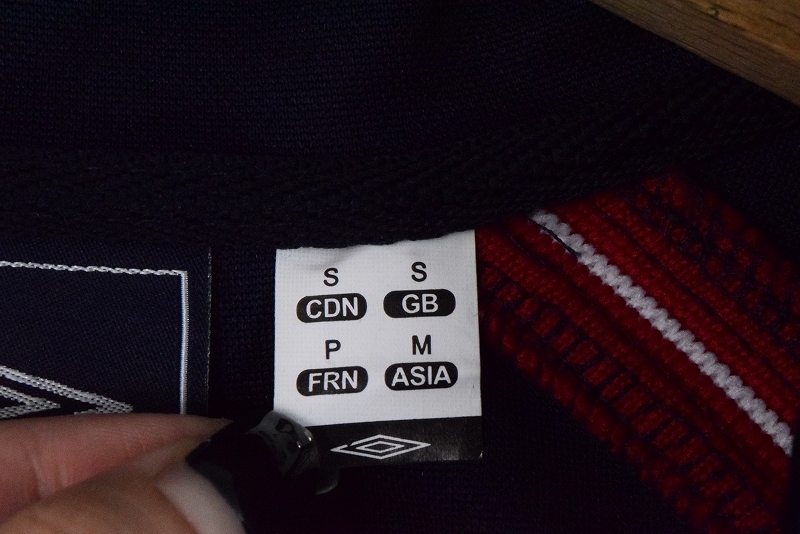 S S
CDN GB
P M
FRN ASIA